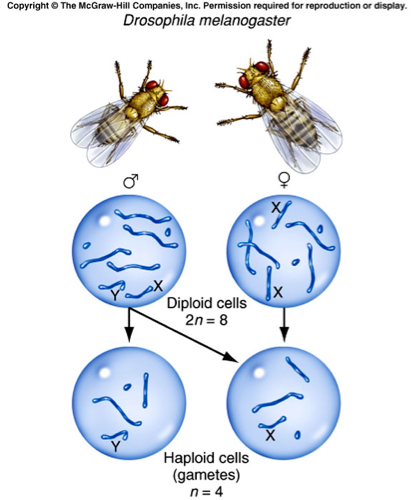 Copyright © The McGraw-Hill Companies, Inc. Permission required for reproduction or display.
Drosophila melanogaster
♂ ♀
X
Y X X
Diploid cells
2n = 8
Y X
Haploid cells
(gametes)
n = 4